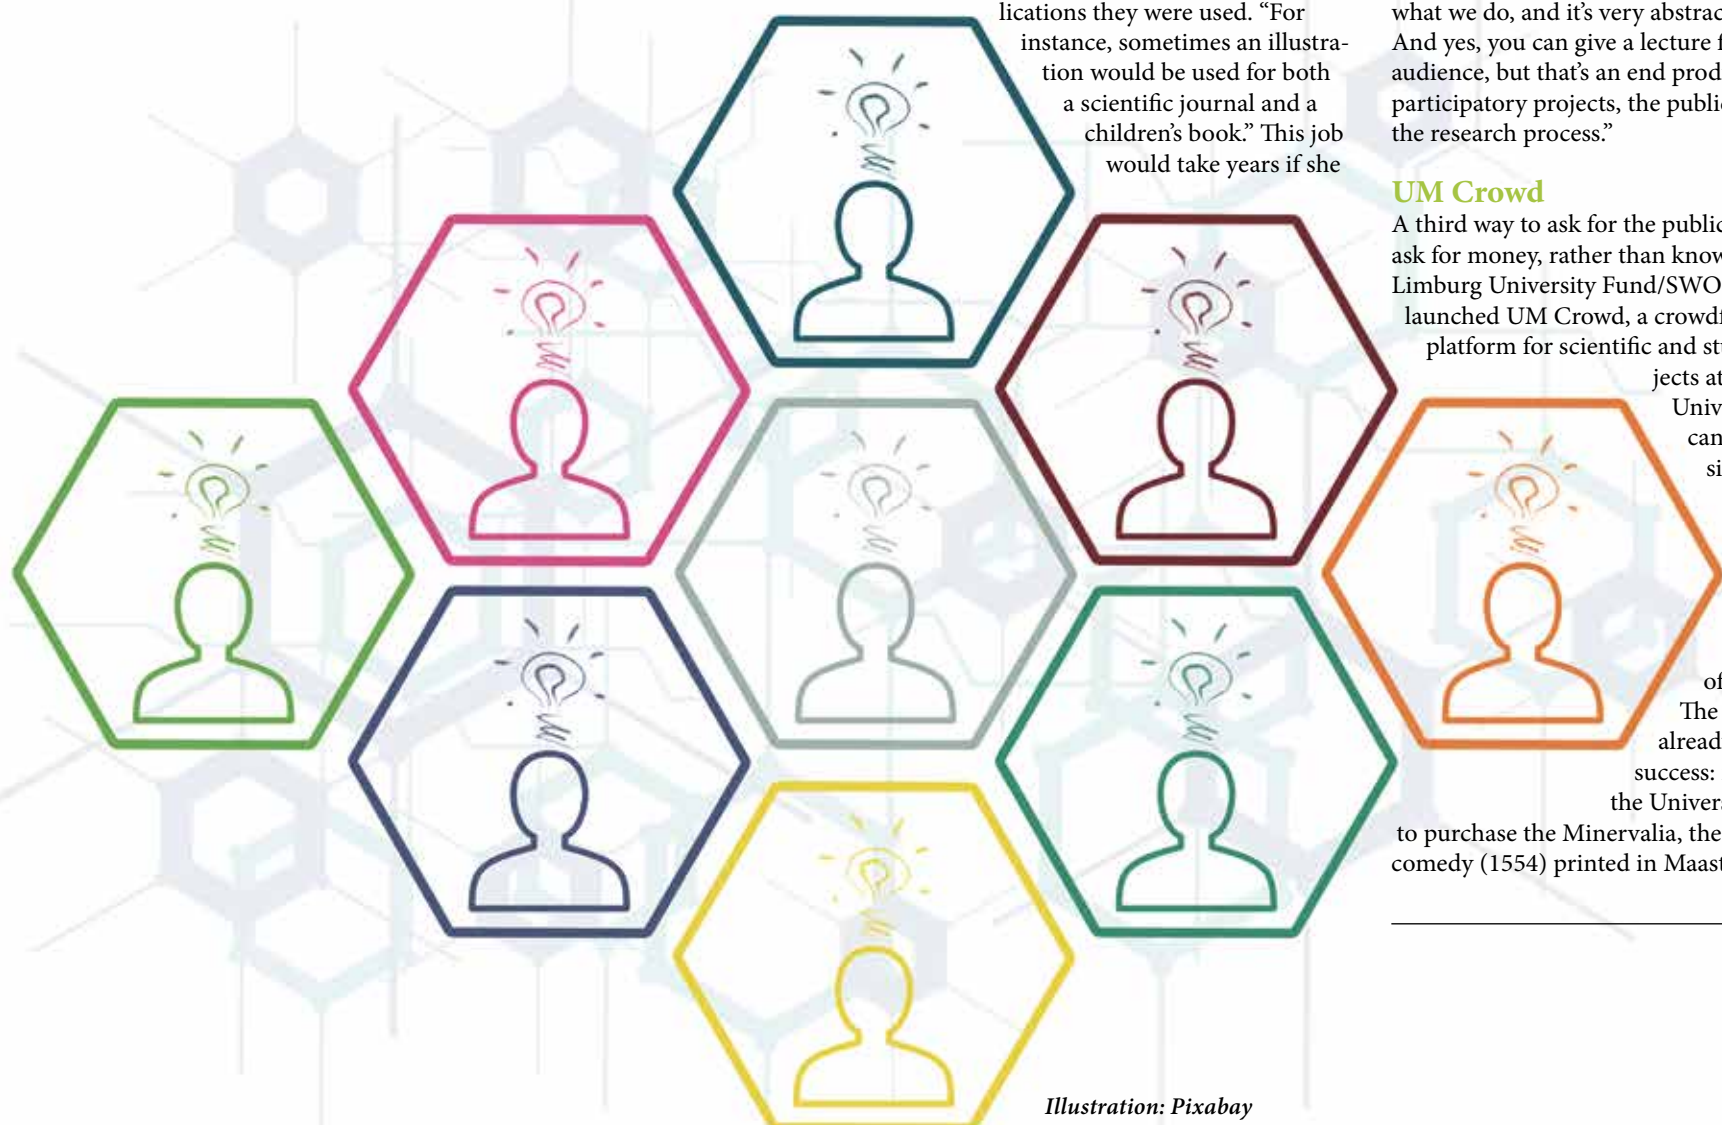 lications they were used. “For
instance, sometimes an illustra-
tion would be used for both
a scientific journal and a
children’s book.” This job
would take years if she
what we do, and it’s very abstrac
And yes, you can give a lecture f
audience, but that’s an end prod
participatory projects, the public
the research process.”
UM Crowd
A third way to ask for the public
ask for money, rather than know
Limburg University Fund/SWO
launched UM Crowd, a crowdf
platform for scientific and stu
jects at
Univ
can
si
of
The
alread
success:
the Univers
to purchase the Minervalia, the
comedy (1554) printed in Maast
Illustration: Pixabay